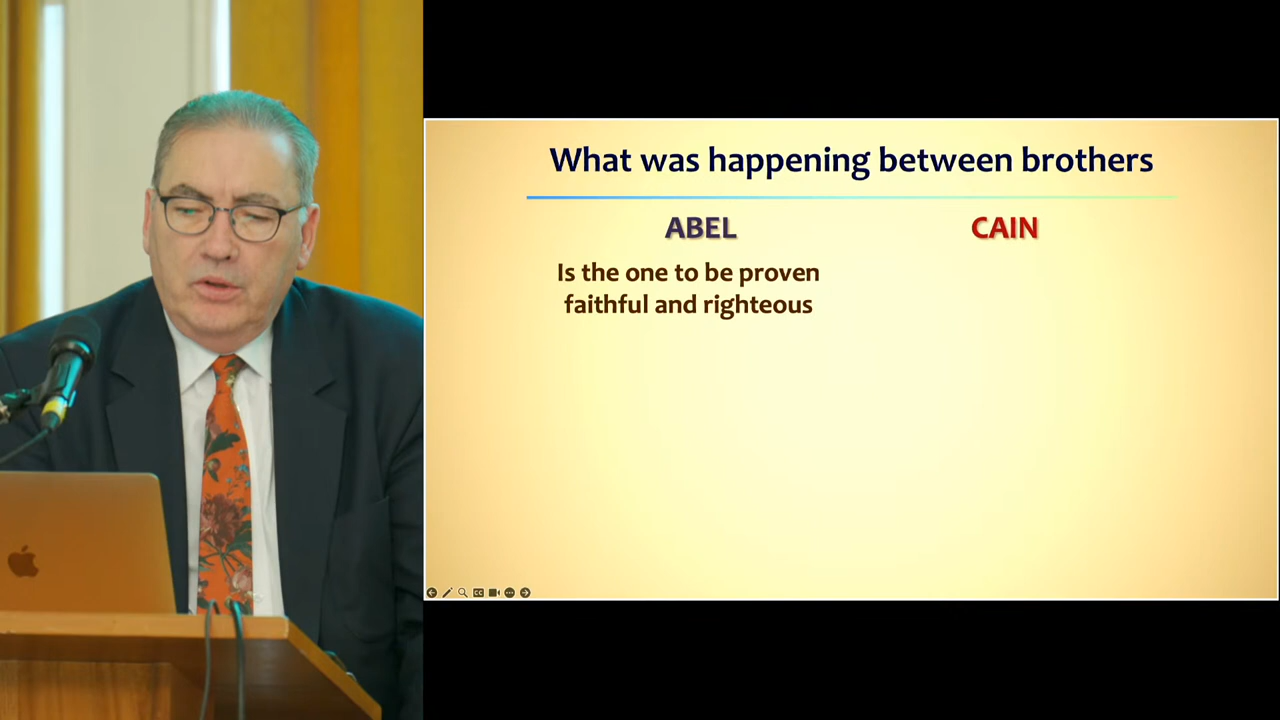 What was happening between brothers
ABEL
CAIN
Is the one to be proven
faithful and righteous